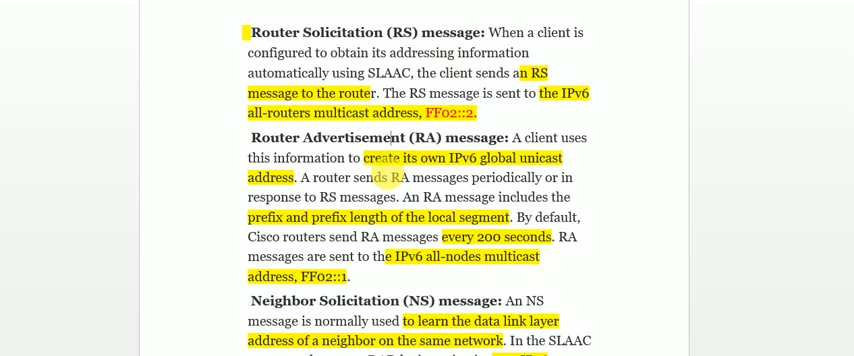 Router Solicitation (RS) message: When a client is
configured to obtain its addressing information
automatically using SLAAC, the client sends an RS
message to the router. The RS message is sent to the IPv6
all-routers multicast address, FF02::2.
Router Advertisement (RA) message: A client uses
this information to create its own IPv6 global unicast
address. A router sends RA messages periodically or in
response to RS messages. An RA message includes the
prefix and prefix length of the local segment. By default,
Cisco routers send RA messages every 200 seconds. RA
messages are sent to the IPv6 all-nodes multicast
address, FF02::1.
Neighbor Solicitation (NS) message: An NS
message is normally used to learn the data link layer
address of a neighbor on the same network. In the SLAAC